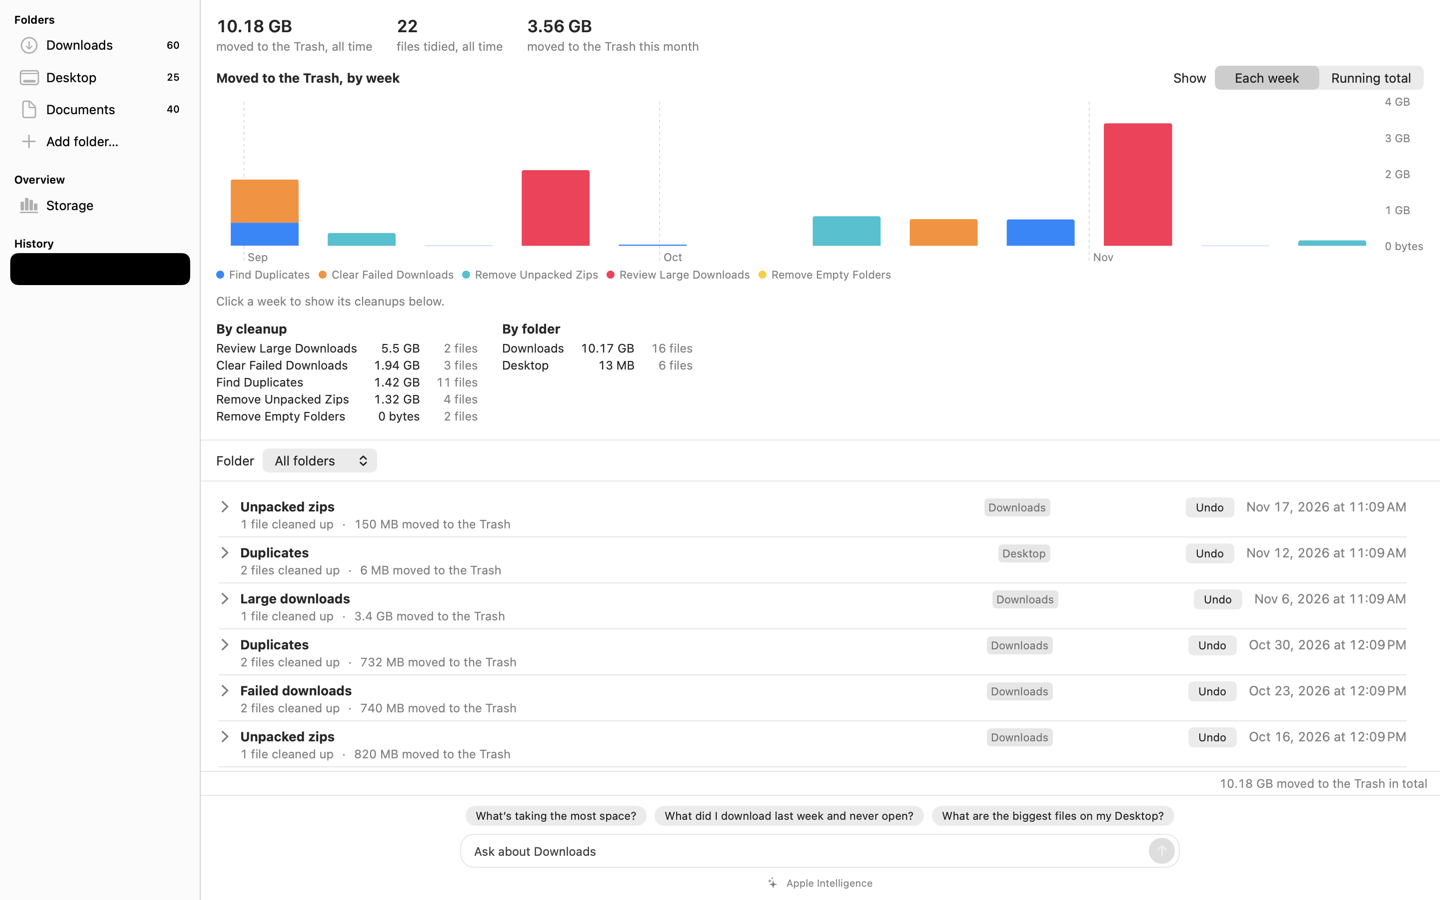 Folders
Downloads 60
Desktop 25
Documents 40
Add folder...
Overview
Storage
History
10.18 GB
moved to the Trash, all time
22
files tidied, all time
3.56 GB
moved to the Trash this month
Moved to the Trash, by week
Show Each week Running total
4 GB
3 GB
2 GB
1 GB
0 bytes
Sep Oct Nov
Find Duplicates Clear Failed Downloads Remove Unpacked Zips Review Large Downloads Remove Empty Folders
Click a week to show its cleanups below.
By cleanup
Review Large Downloads 5.5 GB 2 files
Clear Failed Downloads 1.94 GB 3 files
Find Duplicates 1.42 GB 11 files
Remove Unpacked Zips 1.32 GB 4 files
Remove Empty Folders 0 bytes 2 files
By folder
Downloads 10.17 GB 16 files
Desktop 13 MB 6 files
Folder All folders
Unpacked zips Downloads Undo Nov 17, 2026 at 11:09 AM
1 file cleaned up · 150 MB moved to the Trash
Duplicates Desktop Undo Nov 12, 2026 at 11:09 AM
2 files cleaned up · 6 MB moved to the Trash
Large downloads Downloads Undo Nov 6, 2026 at 11:09 AM
1 file cleaned up · 3.4 GB moved to the Trash
Duplicates Downloads Undo Oct 30, 2026 at 12:09 PM
2 files cleaned up · 732 MB moved to the Trash
Failed downloads Downloads Undo Oct 23, 2026 at 12:09 PM
2 files cleaned up · 740 MB moved to the Trash
Unpacked zips Downloads Undo Oct 16, 2026 at 12:09 PM
1 file cleaned up · 820 MB moved to the Trash
10.18 GB moved to the Trash in total
What's taking the most space? What did I download last week and never open? What are the biggest files on my Desktop?
Ask about Downloads
Apple Intelligence